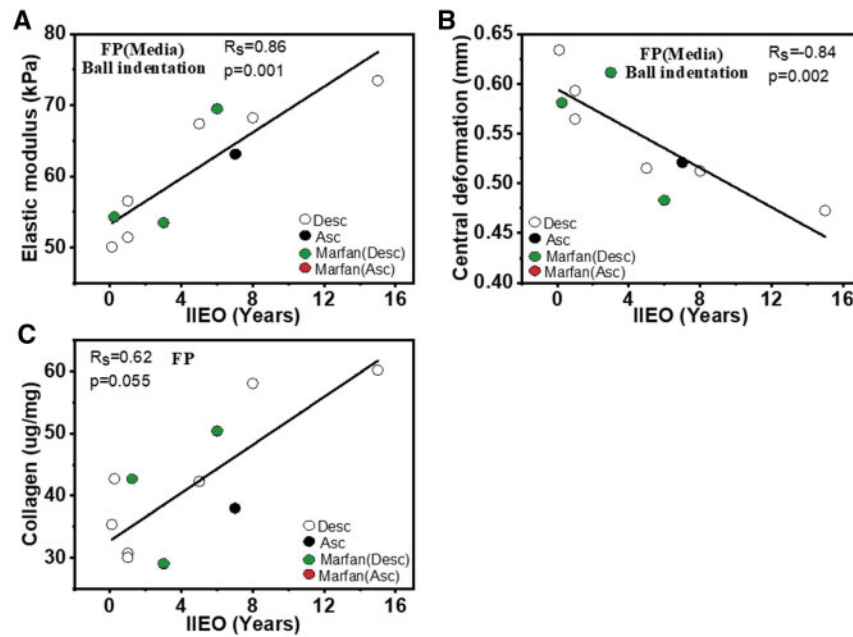 A
FP(Media)
Ball indentation
RS=0.86
p=0.001
Elastic modulus (kPa)
80
70
60
50
Desc
Asc
Marfan(Desc)
Marfan(Asc)
0 4 8 12 16
IIEO (Years)
B
FP(Media)
Ball indentation
RS=-0.84
p=0.002
Central deformation (mm)
0.60
0.55
0.50
0.45
0.40
Desc
Asc
Marfan(Desc)
Marfan(Asc)
0 4 8 12 16
IIEO (Years)
C
RS=0.62
p=0.055
FP
Collagen (ug/mg)
60
50
40
30
Desc
Asc
Marfan(Desc)
Marfan(Asc)
0 4 8 12 16
IIEO (Years)